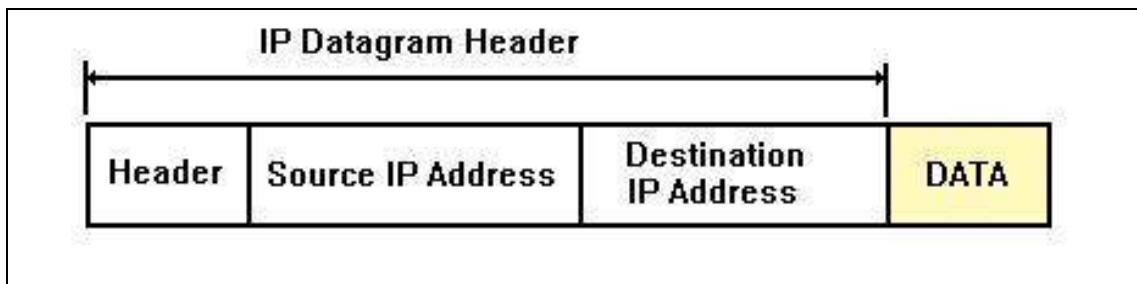 IP Datagram Header
Header
Source IP Address
Destination
IP Address
DATA